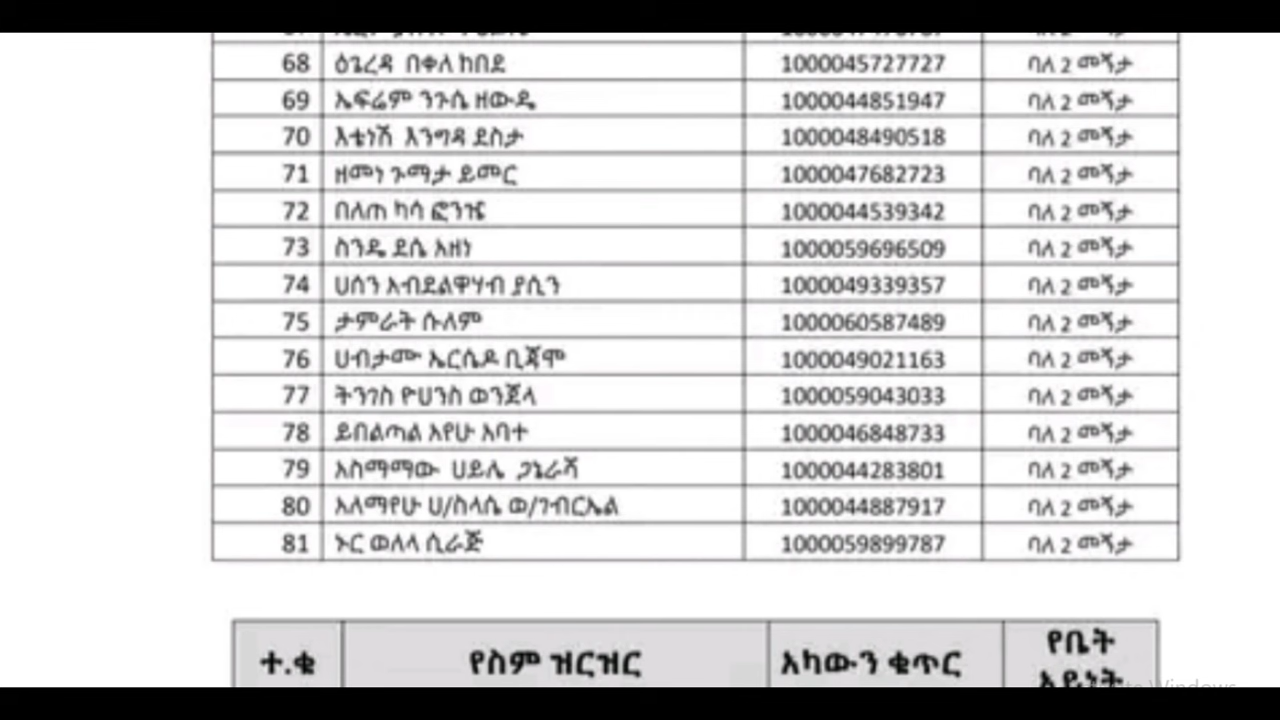 68 ዕጌረዳ በቀለ ከበደ 1000045727727 ባለ 2 መኝታ
69 ኤፍሬም ንጉሴ ዘውዴ 1000044851947 ባለ 2 መኝታ
70 እቴነሽ እንግዳ ደስታ 1000048490518 ባለ 2 መኝታ
71 ዘመነ ጉማታ ይመር 1000047682723 ባለ 2 መኝታ
72 በለጠ ካሳ ፎንዤ 1000044539342 ባለ 2 መኝታ
73 ስንዴ ደሴ አዘነ 1000059696509 ባለ 2 መኝታ
74 ሀሰን አብደልዋሃብ ያሲን 1000049339357 ባለ 2 መኝታ
75 ታምራት ሱለም 1000060587489 ባለ 2 መኝታ
76 ሀብታሙ ኤርሴዶ ቢጃሞ 1000049021163 ባለ 2 መኝታ
77 ትንገስ ዮሀንስ ወንጀላ 1000059043033 ባለ 2 መኝታ
78 ይበልጣል አየሁ አባተ 1000046848733 ባለ 2 መኝታ
79 አስማማው ሀይሌ ጋኔራሻ 1000044283801 ባለ 2 መኝታ
80 አለማየሁ ሀ/ስላሴ ወ/ገብርኤል 1000044887917 ባለ 2 መኝታ
81 ኑር ወለላ ሲራጅ 1000059899787 ባለ 2 መኝታ
ተ.ቁ የስም ዝርዝር አካውን ቁጥር የቤት
አይነት